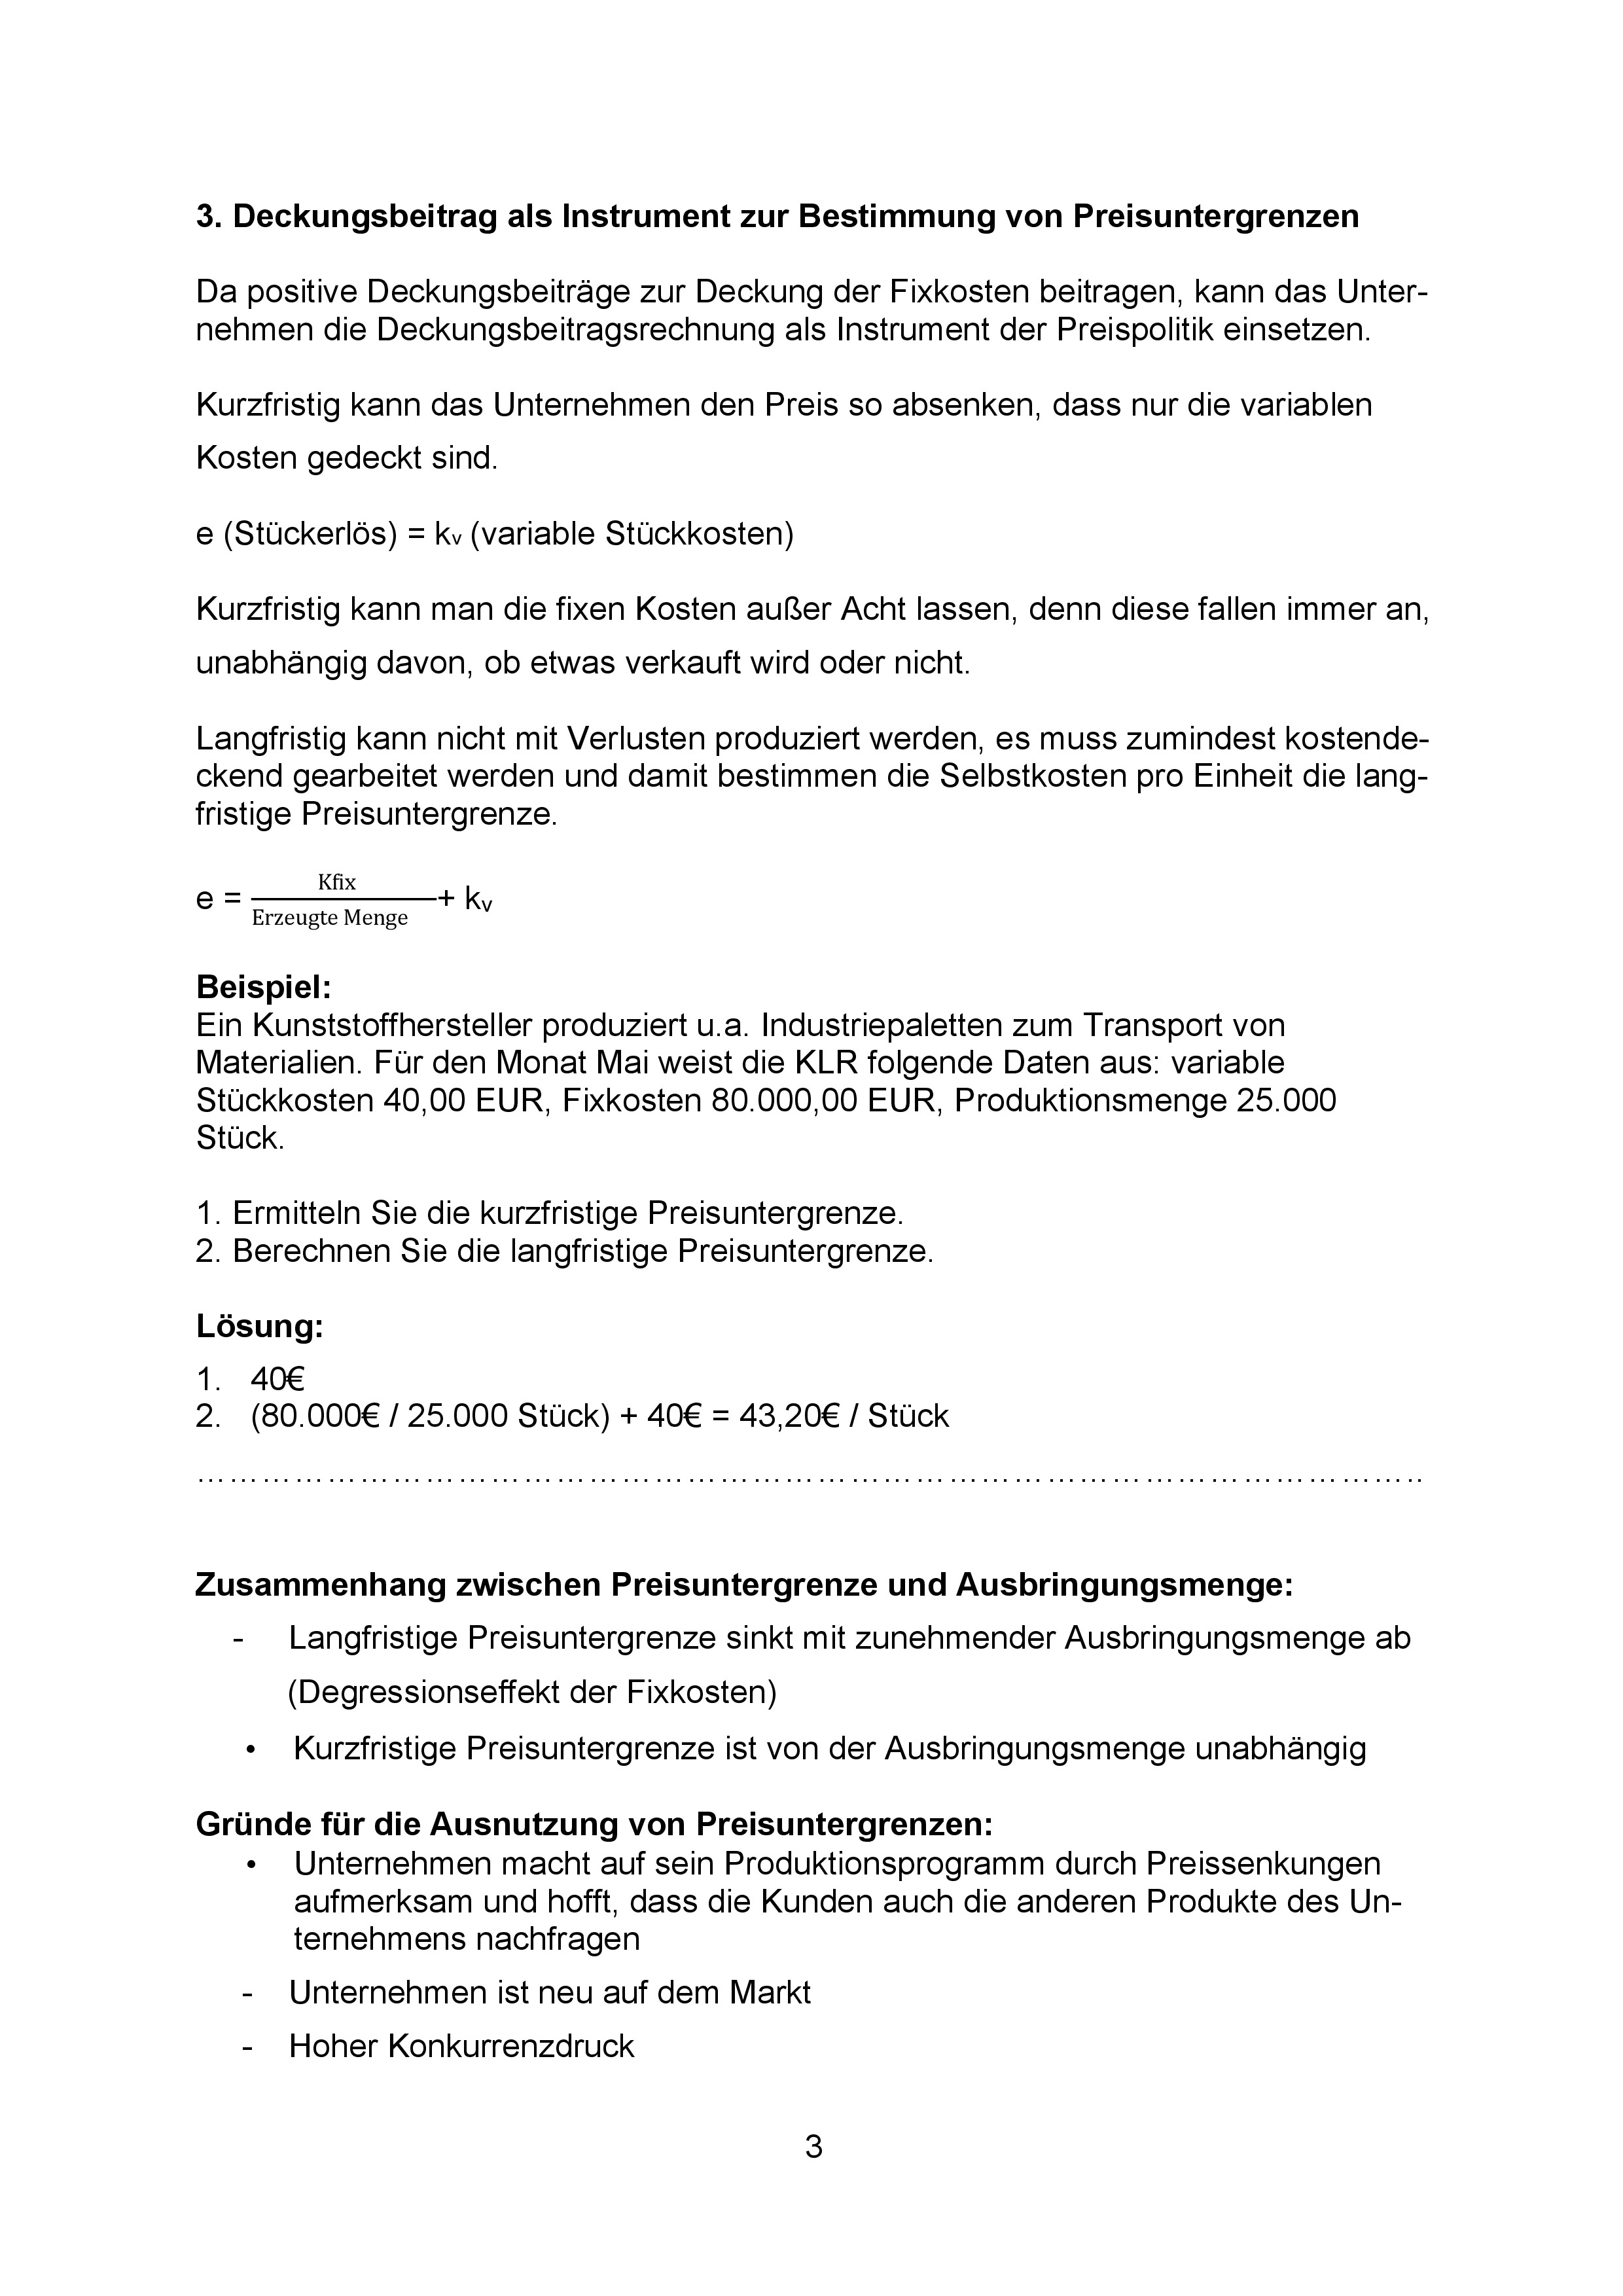 3. Deckungsbeitrag als Instrument zur Bestimmung von Preisuntergrenzen
Da positive Deckungsbeiträge zur Deckung der Fixkosten beitragen, kann das Unter-
nehmen die Deckungsbeitragsrechnung als Instrument der Preispolitik einsetzen.
Kurzfristig kann das Unternehmen den Preis so absenken, dass nur die variablen
Kosten gedeckt sind.
e (Stückerlös) = kv (variable Stückkosten)
Kurzfristig kann man die fixen Kosten außer Acht lassen, denn diese fallen immer an,
unabhängig davon, ob etwas verkauft wird oder nicht.
Langfristig kann nicht mit Verlusten produziert werden, es muss zumindest kostende-
ckend gearbeitet werden und damit bestimmen die Selbstkosten pro Einheit die lang-
fristige Preisuntergrenze.
Kfix
e = + kv
Erzeugte Menge
Beispiel:
Ein Kunststoffhersteller produziert u.a. Industriepaletten zum Transport von
Materialien. Für den Monat Mai weist die KLR folgende Daten aus: variable
Stückkosten 40,00 EUR, Fixkosten 80.000,00 EUR, Produktionsmenge 25.000
Stück.
1. Ermitteln Sie die kurzfristige Preisuntergrenze.
2. Berechnen Sie die langfristige Preisuntergrenze.
Lösung:
1. 40€
2. (80.000€ / 25.000 Stück) + 40€ = 43,20€ / Stück
………………………………………………………………………………………………………..
Zusammenhang zwischen Preisuntergrenze und Ausbringungsmenge:
- Langfristige Preisuntergrenze sinkt mit zunehmender Ausbringungsmenge ab
(Degressionseffekt der Fixkosten)
• Kurzfristige Preisuntergrenze ist von der Ausbringungsmenge unabhängig
Gründe für die Ausnutzung von Preisuntergrenzen:
• Unternehmen macht auf sein Produktionsprogramm durch Preissenkungen
aufmerksam und hofft, dass die Kunden auch die anderen Produkte des Un-
ternehmens nachfragen
- Unternehmen ist neu auf dem Markt
- Hoher Konkurrenzdruck
3